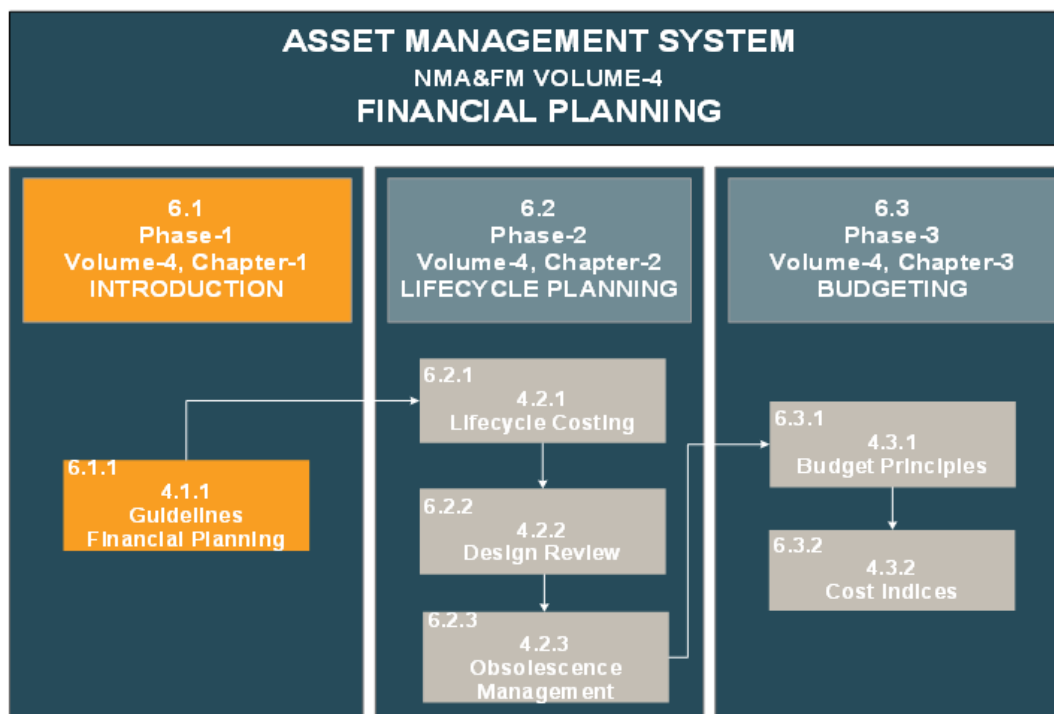 ASSET MANAGEMENT SYSTEM
NMA&FM VOLUME-4
FINANCIAL PLANNING
6.1
Phase-1
Volume-4, Chapter-1
INTRODUCTION
6.1.1
4.1.1
Guidelines
Financial Planning
6.2
Phase-2
Volume-4, Chapter-2
LIFECYCLE PLANNING
6.2.1
4.2.1
Lifecycle Costing
6.2.2
4.2.2
Design Review
6.2.3
4.2.3
Obsolescence
Management
6.3
Phase-3
Volume-4, Chapter-3
BUDGETING
6.3.1
4.3.1
Budget Principles
6.3.2
4.3.2
Cost Indices